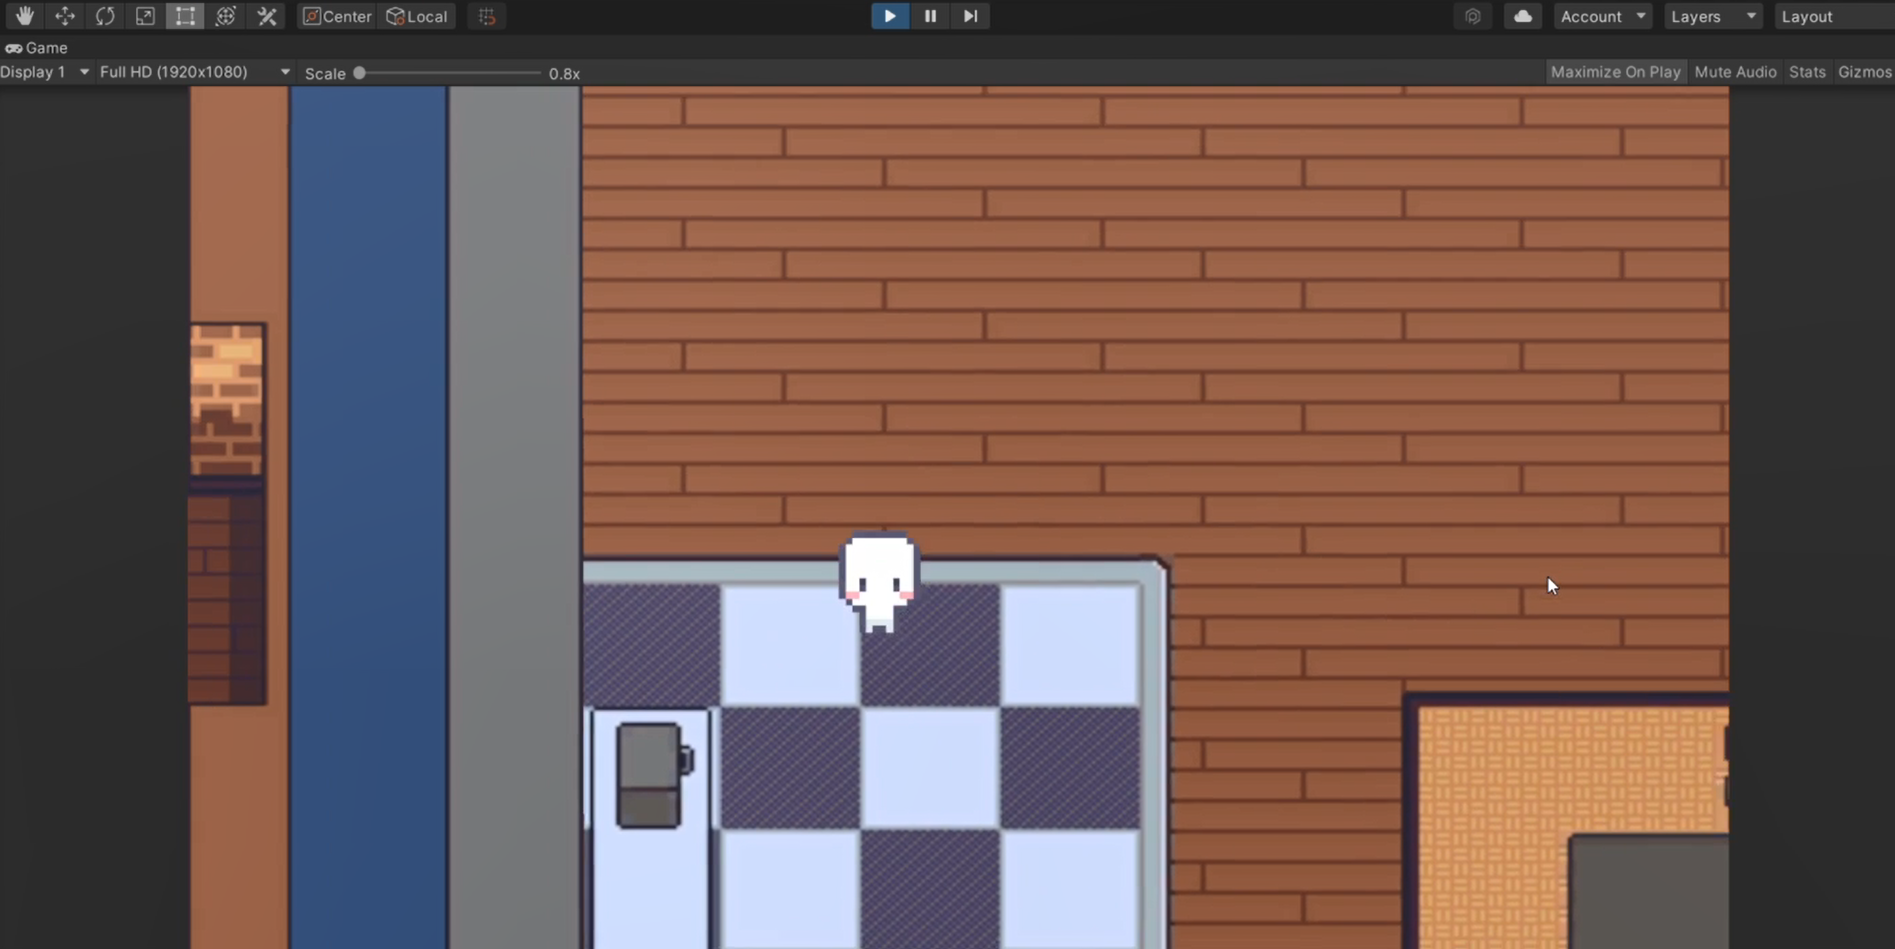 Center Local Account Layers Layout
Game
Display 1 Full HD (1920x1080) Scale 0.8x Maximize On Play Mute Audio Stats Gizmos